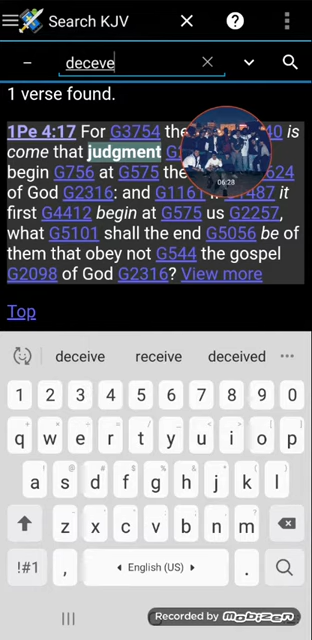 Search KJV
deceve
1 verse found.
1Pe 4:17 For G3754 the 40 is
come that judgment G2
begin G756 at G575 the 624
of God G2316: and G1161 1487 it
first G4412 begin at G575 us G2257,
what G5101 shall the end G5056 be of
them that obey not G544 the gospel
G2098 of God G2316? View more
06:28
Top
deceive receive deceived
1 2 3 4 5 6 7 8 9 0
q w e r t y u i o p
a s d f g h j k l
z x c v b n m
!#1 , English (US) .
Recorded by mobizen